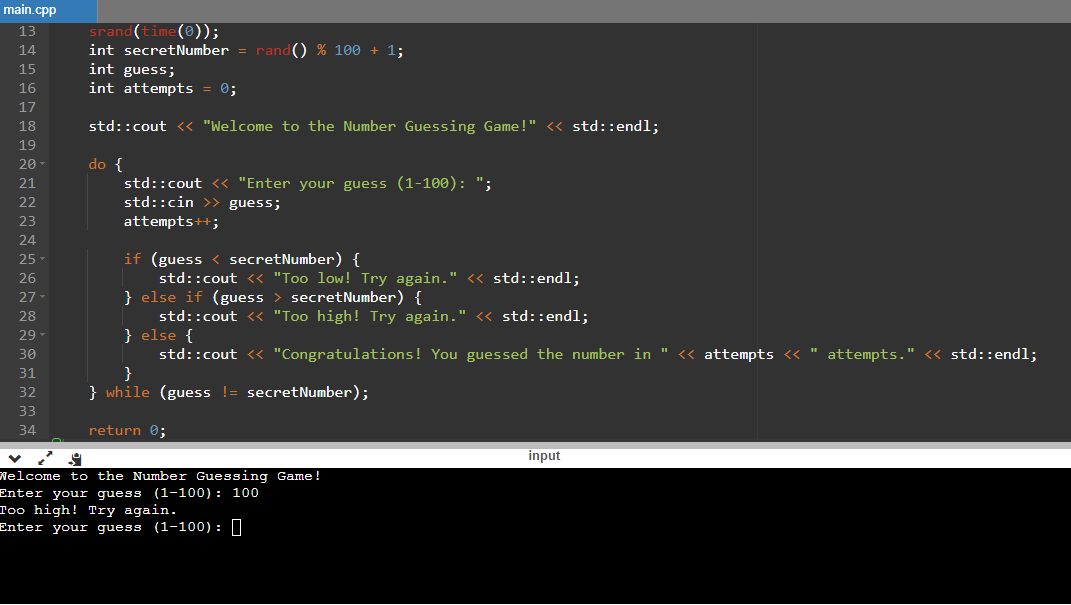 main.cpp
13 srand(time(0));
14 int secretNumber = rand() % 100 + 1;
15 int guess;
16 int attempts = 0;
17
18 std::cout << "Welcome to the Number Guessing Game!" << std::endl;
19
20 do {
21 std::cout << "Enter your guess (1-100): ";
22 std::cin >> guess;
23 attempts++;
24
25 if (guess < secretNumber) {
26 std::cout << "Too low! Try again." << std::endl;
27 } else if (guess > secretNumber) {
28 std::cout << "Too high! Try again." << std::endl;
29 } else {
30 std::cout << "Congratulations! You guessed the number in " << attempts << " attempts." << std::endl;
31 }
32 } while (guess != secretNumber);
33
34 return 0;
input
Welcome to the Number Guessing Game!
Enter your guess (1-100): 100
Too high! Try again.
Enter your guess (1-100):